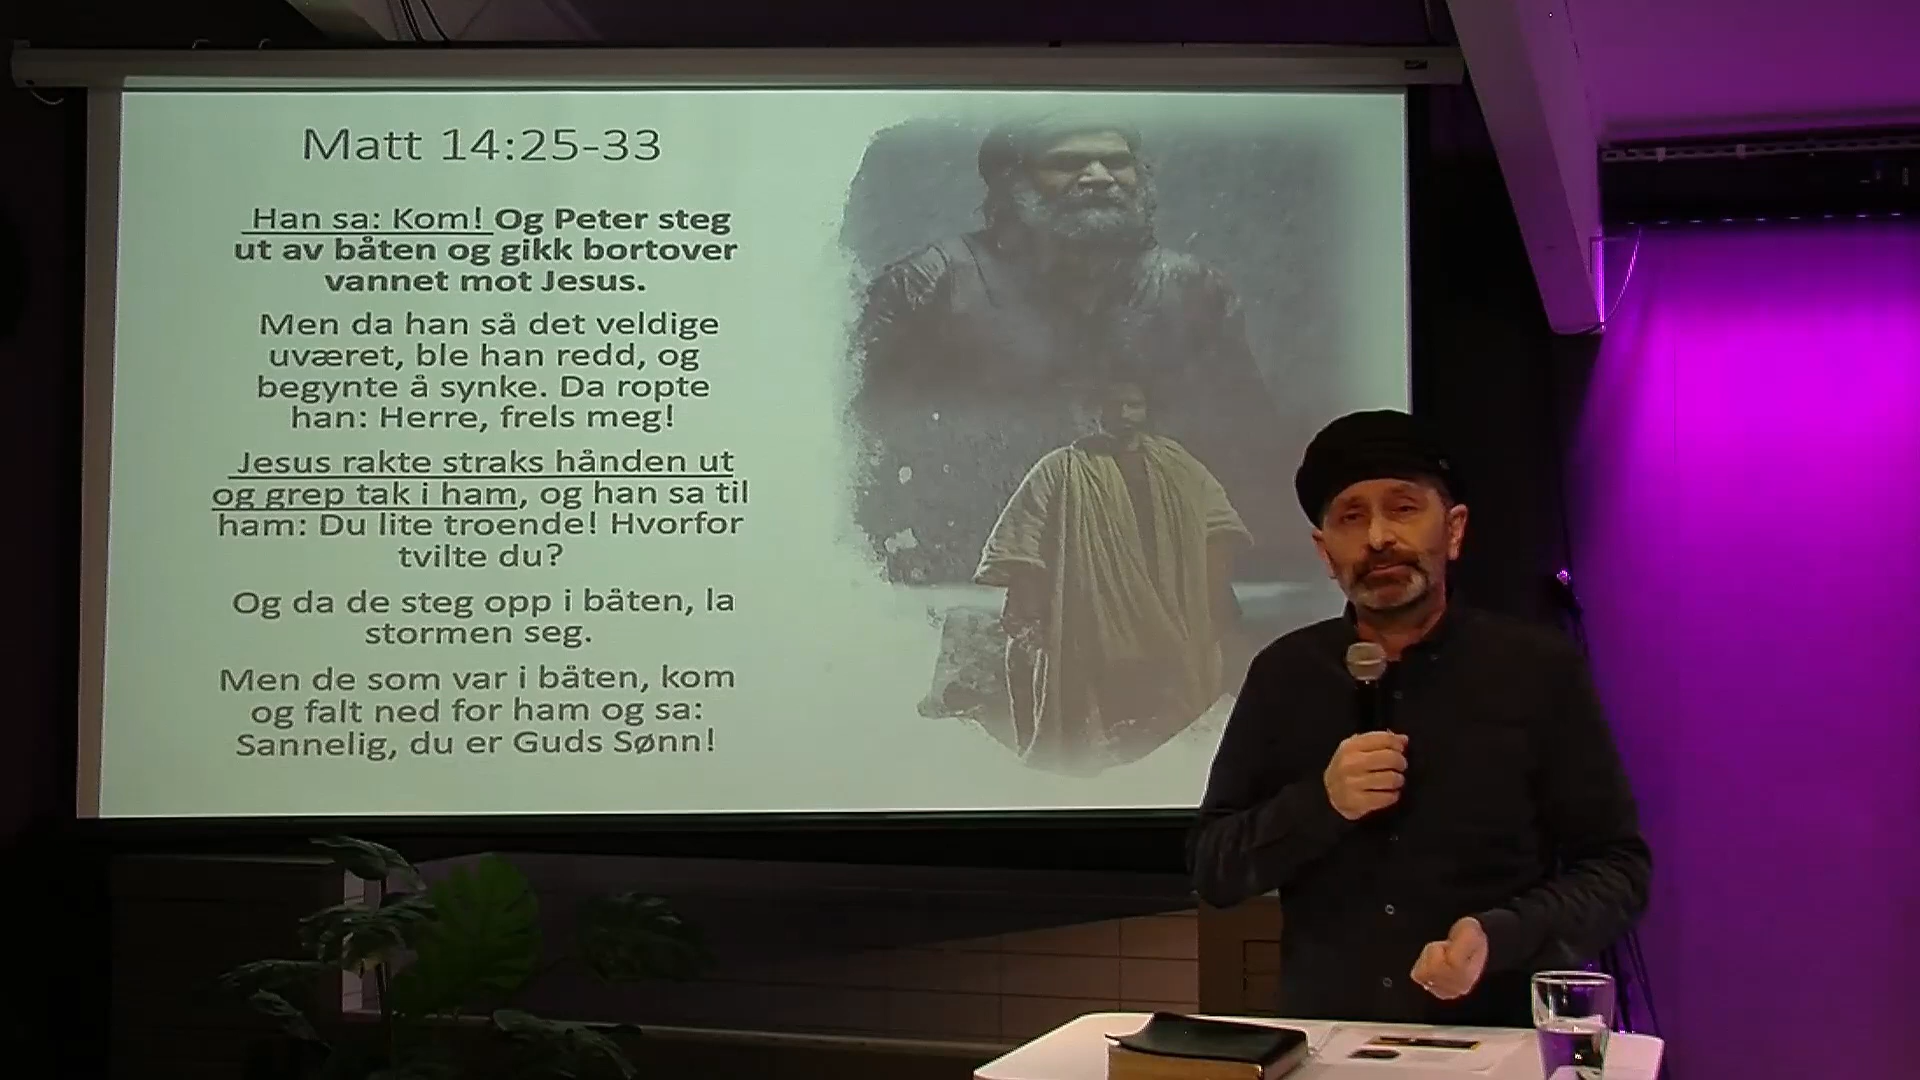 Matt 14:25-33
Han sa: Kom! Og Peter steg
ut av båten og gikk bortover
vannet mot Jesus.
Men da han så det veldige
uværet, ble han redd, og
begynte å synke. Da ropte
han: Herre, frels meg!
Jesus rakte straks hånden ut
og grep tak i ham, og han sa til
ham: Du lite troende! Hvorfor
tvilte du?
Og da de steg opp i båten, la
stormen seg.
Men de som var i båten, kom
og falt ned for ham og sa:
Sannelig, du er Guds Sønn!